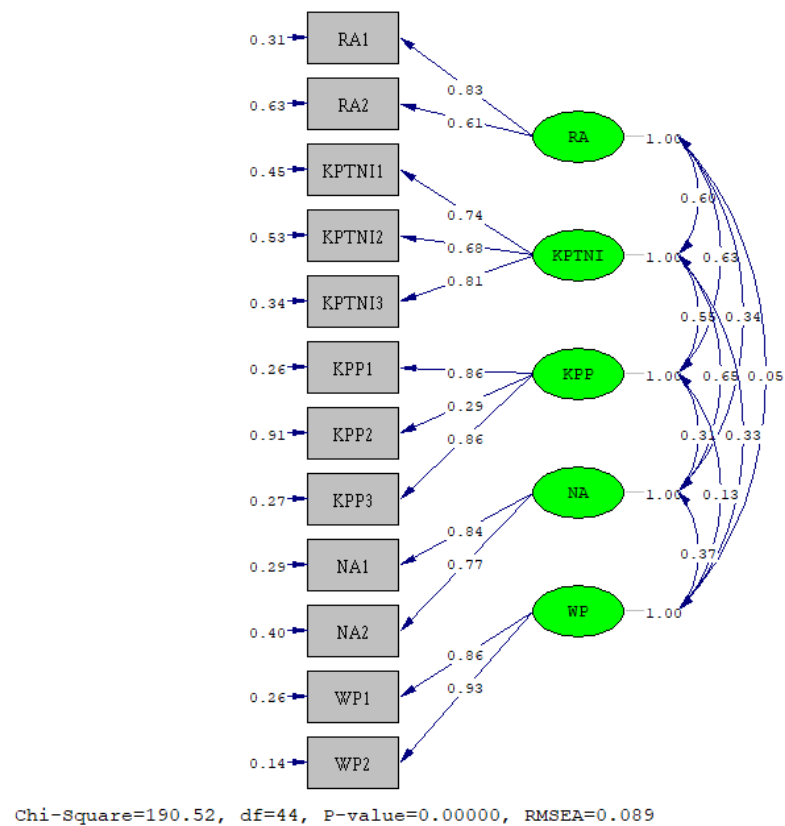 0.31 RA1
0.83
0.63 RA2
0.61
RA 1.00
0.45 KPTNI1
0.60
0.74
0.53 KPTNI2
0.68
KPTNI 1.00 0.63
0.81
0.34 KPTNI3
0.55 0.34
0.26 KPP1 0.86 KPP 1.00 0.65 0.05
0.29
0.91 KPP2
0.86
0.31 0.33
0.27 KPP3
NA 1.00 0.13
0.84
0.29 NA1
0.77
0.37
0.40 NA2
WP 1.00
0.86
0.26 WP1
0.93
0.14 WP2
Chi-Square=190.52, df=44, P-value=0.00000, RMSEA=0.089